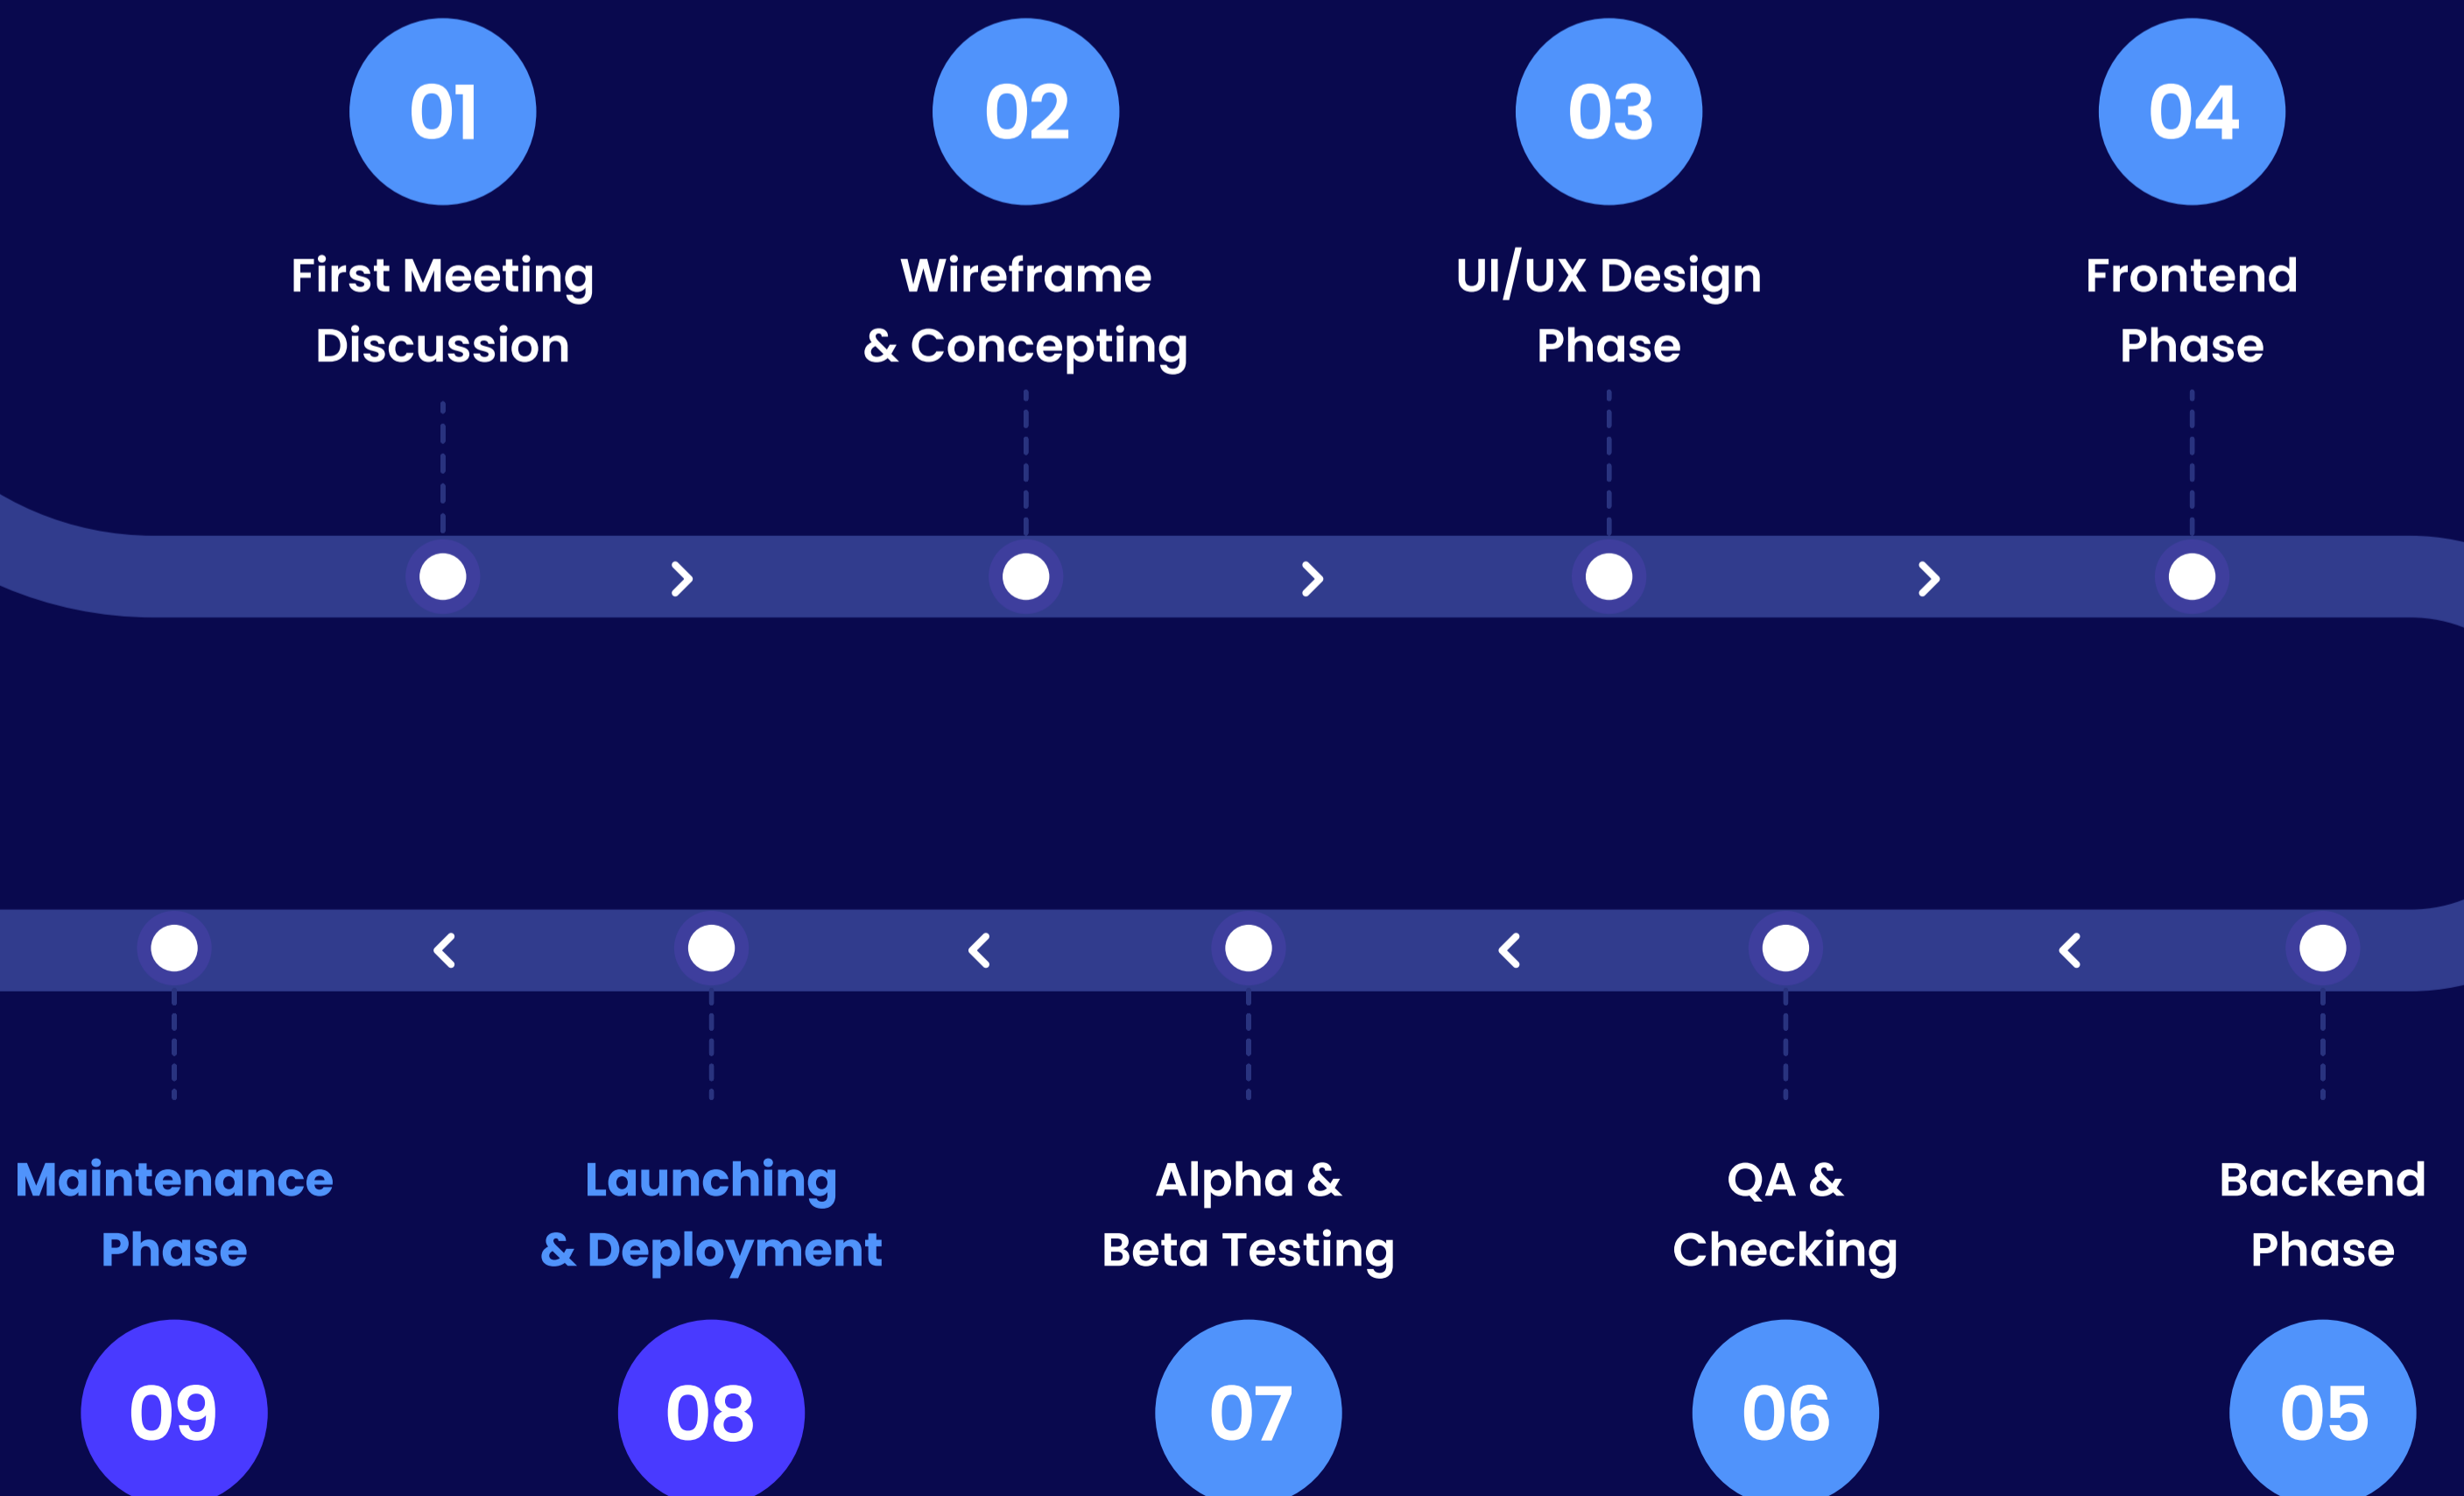 01
First Meeting
Discussion
02
Wireframe
& Concepting
03
UI/UX Design
Phase
04
Frontend
Phase
Maintenance
Phase
09
Launching
& Deployment
08
Alpha &
Beta Testing
07
QA &
Checking
06
Backend
Phase
05